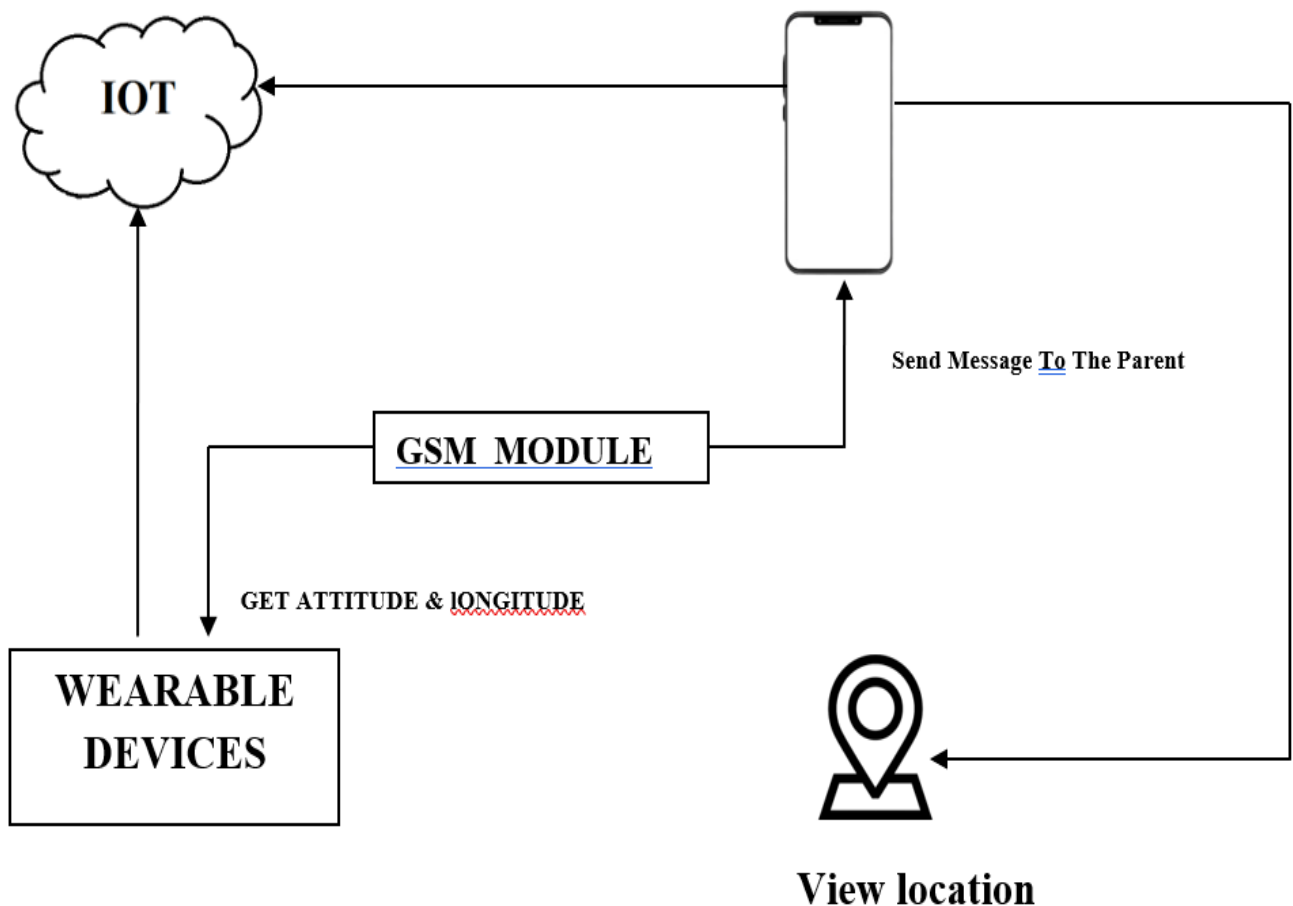 IOT
Send Message To The Parent
GSM MODULE
GET ATTITUDE & lONGITUDE
WEARABLE
DEVICES
View location